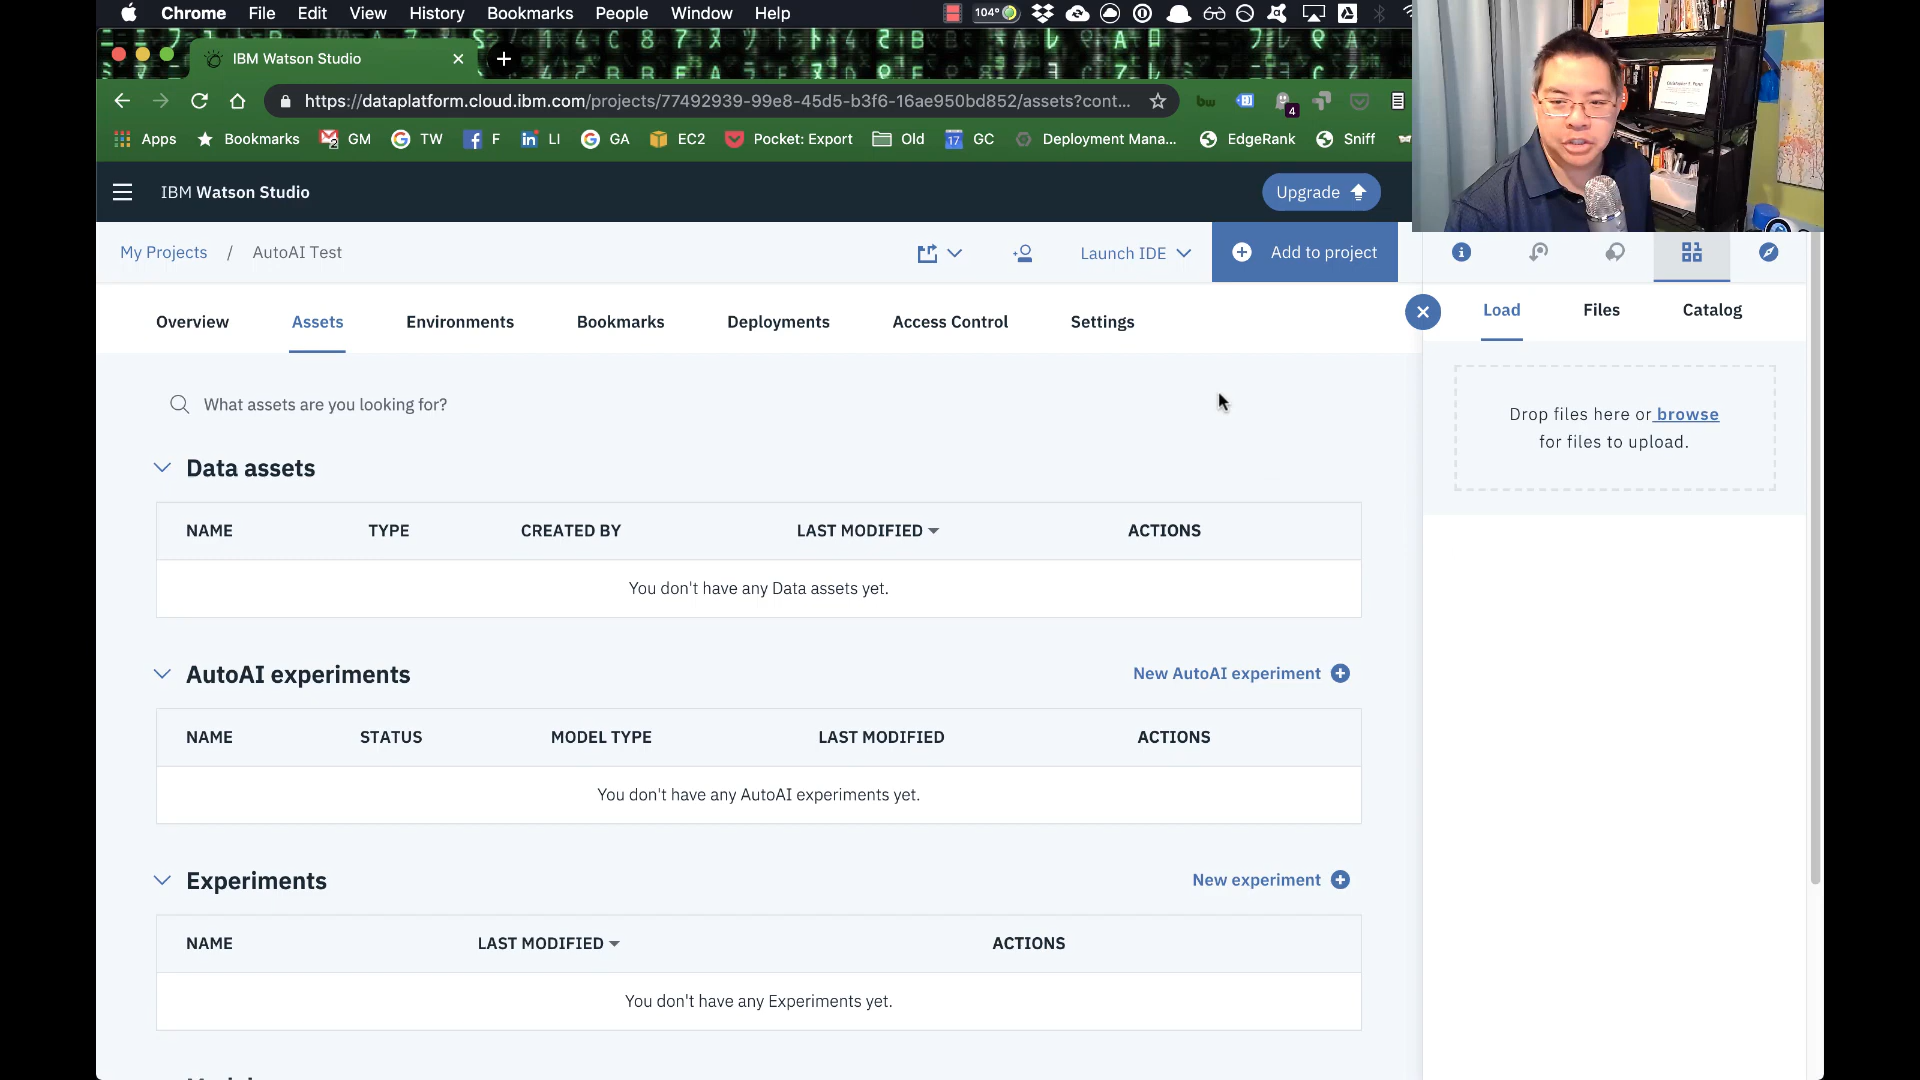 Chrome File Edit View History Bookmarks People Window Help 104°
IBM Watson Studio
https://dataplatform.cloud.ibm.com/projects/77492939-99e8-45d5-b3f6-16ae950bd852/assets?cont... bw 4
Apps Bookmarks 2 GM TW F LI GA EC2 Pocket: Export Old 17 GC Deployment Mana... EdgeRank Sniff
IBM Watson Studio Upgrade
My Projects / AutoAI Test Launch IDE Add to project
Overview Assets Environments Bookmarks Deployments Access Control Settings
Load Files Catalog
Drop files here or browse
for files to upload.
What assets are you looking for?
Data assets
NAME TYPE CREATED BY LAST MODIFIED ACTIONS
You don't have any Data assets yet.
AutoAI experiments New AutoAI experiment
NAME STATUS MODEL TYPE LAST MODIFIED ACTIONS
You don't have any AutoAI experiments yet.
Experiments New experiment
NAME LAST MODIFIED ACTIONS
You don't have any Experiments yet.